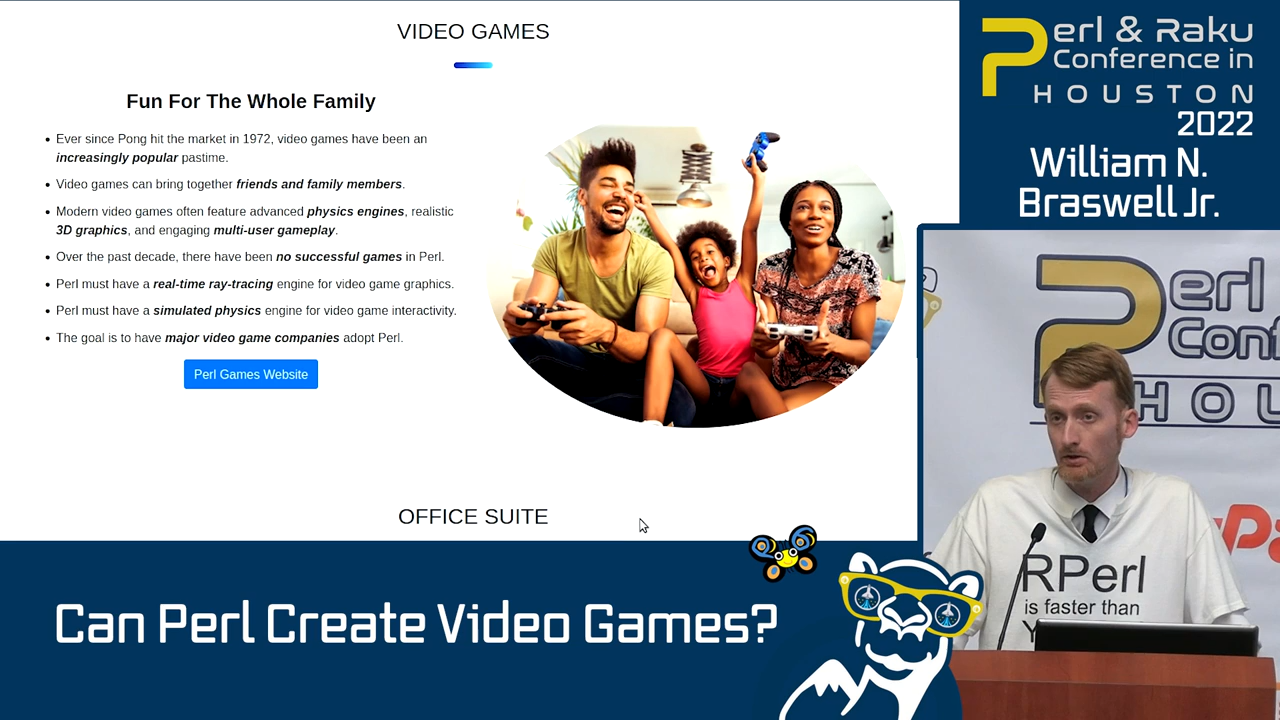 VIDEO GAMES
Fun For The Whole Family
• Ever since Pong hit the market in 1972, video games have been an
increasingly popular pastime.
• Video games can bring together friends and family members.
• Modern video games often feature advanced physics engines, realistic
3D graphics, and engaging multi-user gameplay.
• Over the past decade, there have been no successful games in Perl.
• Perl must have a real-time ray-tracing engine for video game graphics.
• Perl must have a simulated physics engine for video game interactivity.
• The goal is to have major video game companies adopt Perl.
Perl Games Website
OFFICE SUITE
Can Perl Create Video Games?
Perl & Raku
Conference in
HOUSTON
2022
William N.
Braswell Jr.
Perl
Conf
HOU
RPerl
is faster than